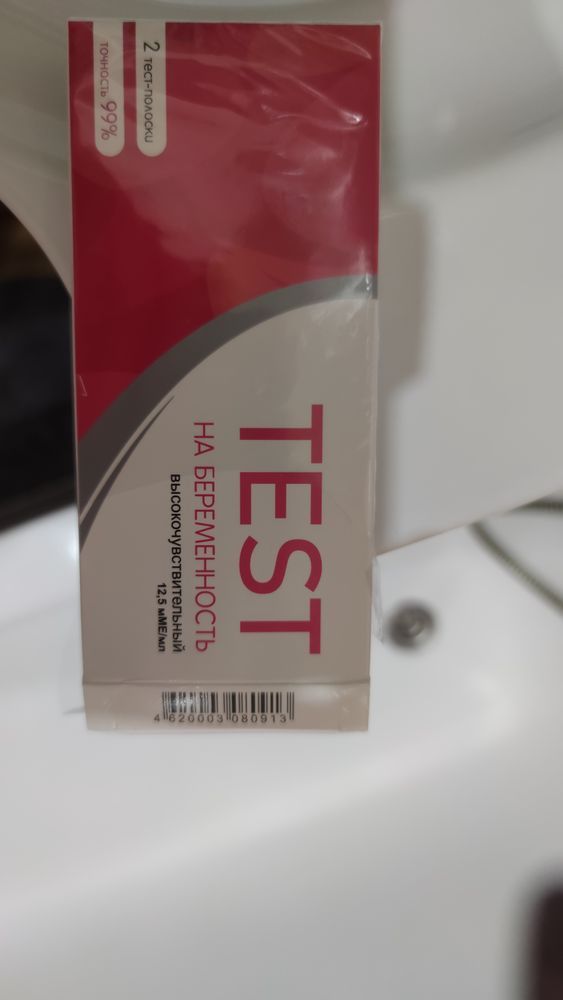 2 тест-полоски
точность 99%
TEST
НА БЕРЕМЕННОСТЬ
высокочувствительный
12,5 мМЕ/мл
4 620003 080913